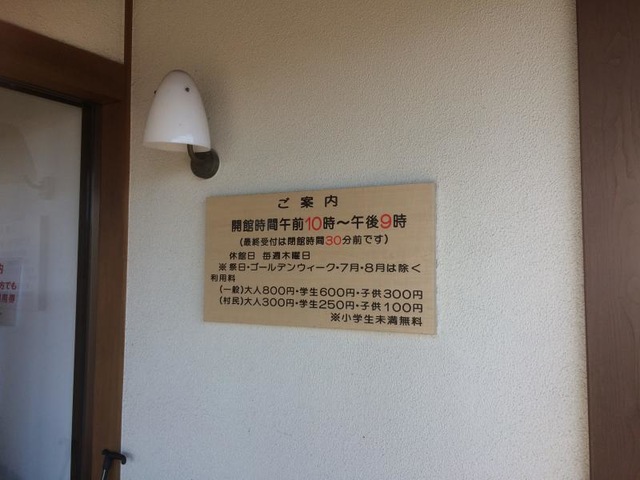 ご案内
開館時間午前10時～午後9時
(最終受付は閉館時間30分前です)
休館日 毎週木曜日
※祭日・ゴールデンウィーク・7月・8月は除く
利用料
(一般)大人800円・学生600円・子供300円
(村民)大人300円・学生250円・子供100円
※小学生未満無料